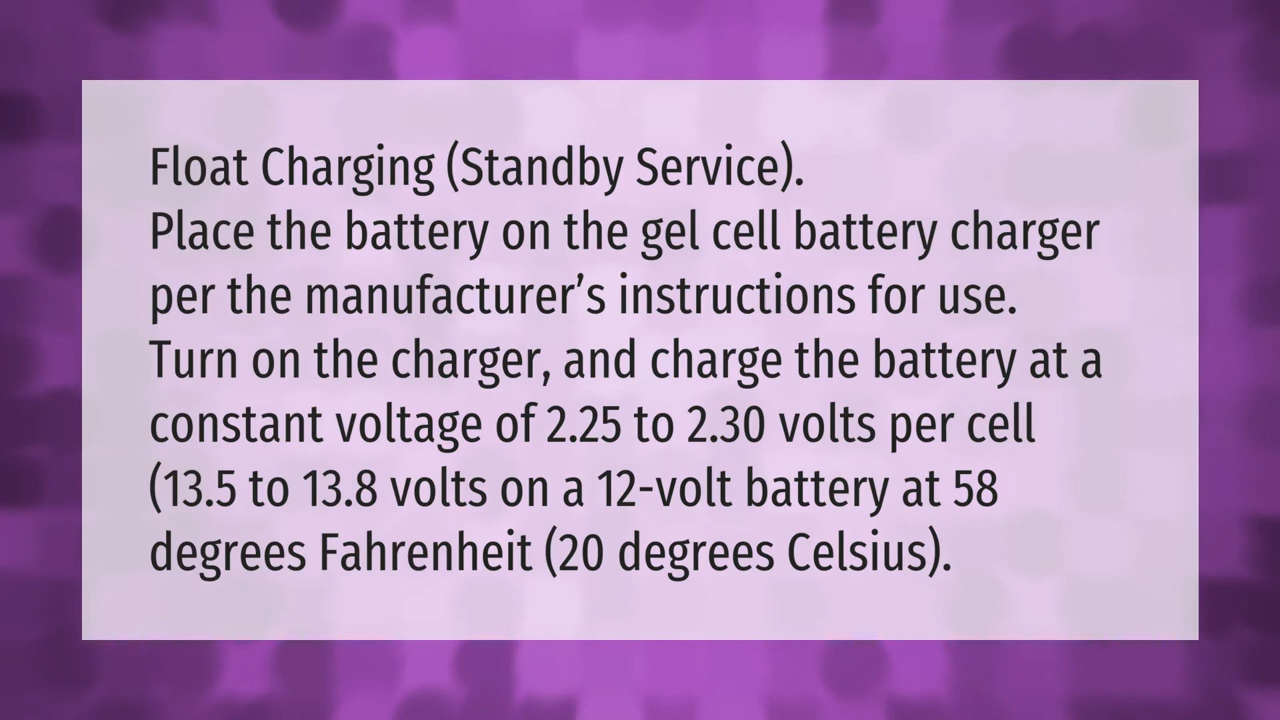 Float Charging (Standby Service).
Place the battery on the gel cell battery charger
per the manufacturer’s instructions for use.
Turn on the charger, and charge the battery at a
constant voltage of 2.25 to 2.30 volts per cell
(13.5 to 13.8 volts on a 12-volt battery at 58
degrees Fahrenheit (20 degrees Celsius).